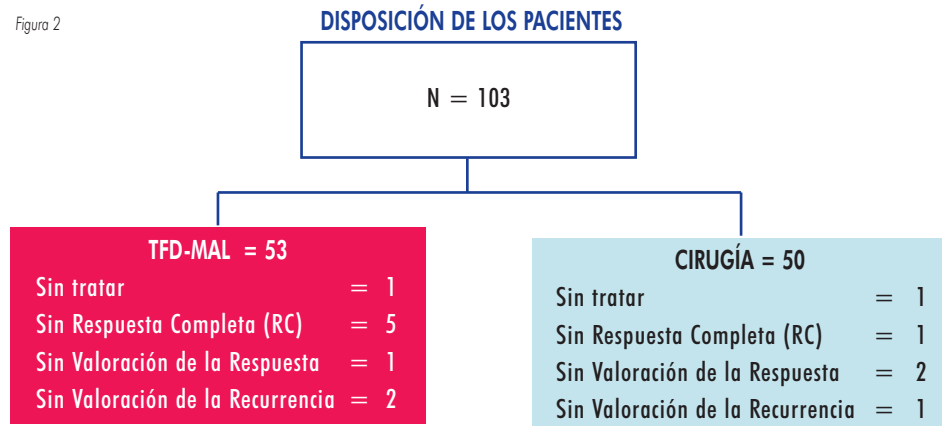 Figura 2
DISPOSICIÓN DE LOS PACIENTES
N = 103
TFD-MAL = 53
Sin tratar = 1
Sin Respuesta Completa (RC) = 5
Sin Valoración de la Respuesta = 1
Sin Valoración de la Recurrencia = 2
CIRUGÍA = 50
Sin tratar = 1
Sin Respuesta Completa (RC) = 1
Sin Valoración de la Respuesta = 2
Sin Valoración de la Recurrencia = 1